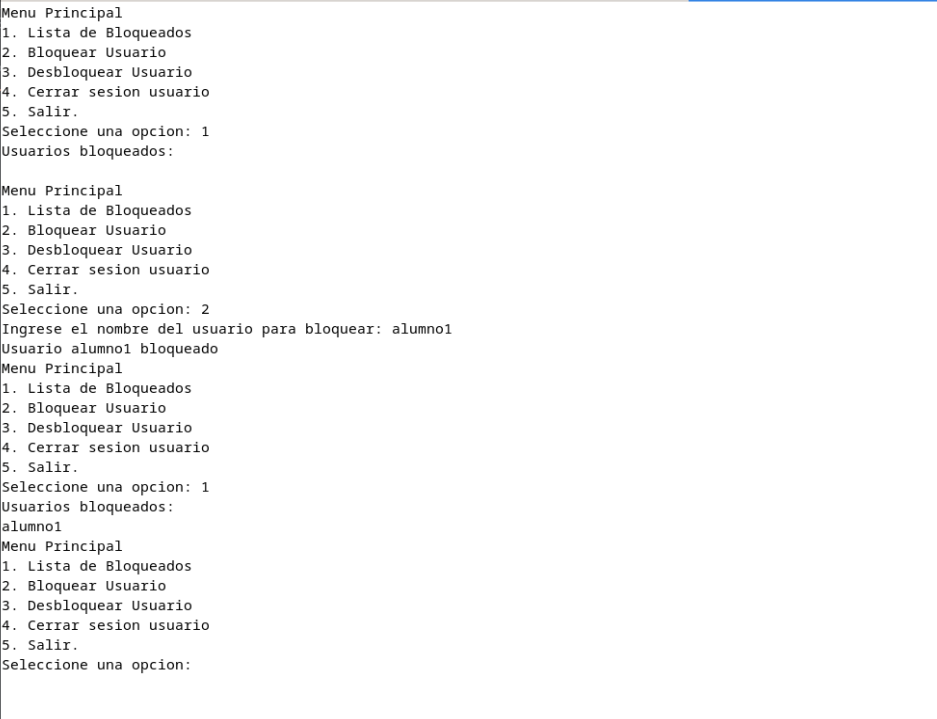 Menu Principal
1. Lista de Bloqueados
2. Bloquear Usuario
3. Desbloquear Usuario
4. Cerrar sesion usuario
5. Salir.
Seleccione una opcion: 1
Usuarios bloqueados:
Menu Principal
1. Lista de Bloqueados
2. Bloquear Usuario
3. Desbloquear Usuario
4. Cerrar sesion usuario
5. Salir.
Seleccione una opcion: 2
Ingrese el nombre del usuario para bloquear: alumno1
Usuario alumno1 bloqueado
Menu Principal
1. Lista de Bloqueados
2. Bloquear Usuario
3. Desbloquear Usuario
4. Cerrar sesion usuario
5. Salir.
Seleccione una opcion: 1
Usuarios bloqueados:
alumno1
Menu Principal
1. Lista de Bloqueados
2. Bloquear Usuario
3. Desbloquear Usuario
4. Cerrar sesion usuario
5. Salir.
Seleccione una opcion: